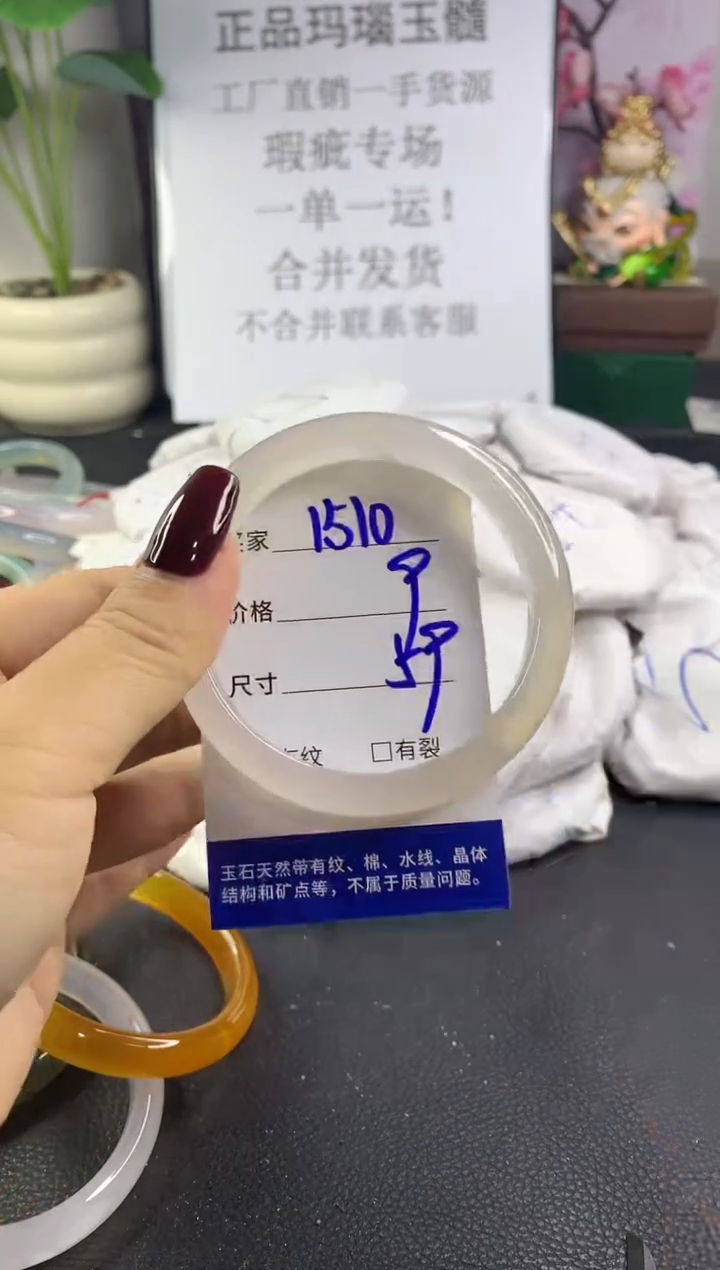 正品玛瑙玉髓
工厂直销一手货源
瑕疵专场
一单一运！
合并发货
不合并联系客服
家 1510
价格
尺寸
纹 □有裂
玉石天然带有纹、棉、水线、晶体
结构和矿点等，不属于质量问题。